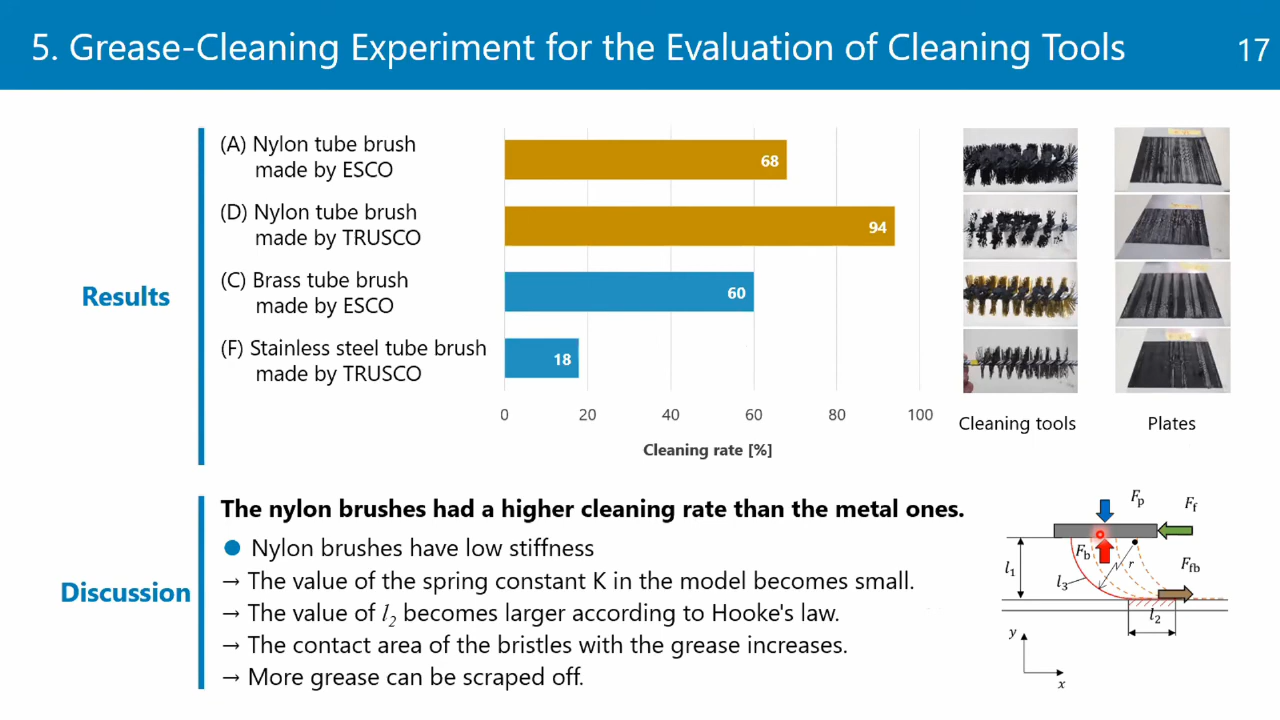 5. Grease-Cleaning Experiment for the Evaluation of Cleaning Tools
17
Results
(A) Nylon tube brush
made by ESCO
68
(D) Nylon tube brush
made by TRUSCO
94
(C) Brass tube brush
made by ESCO
60
(F) Stainless steel tube brush
made by TRUSCO
18
0 20 40 60 80 100
Cleaning rate [%]
Cleaning tools
Plates
Discussion
The nylon brushes had a higher cleaning rate than the metal ones.
● Nylon brushes have low stiffness
→ The value of the spring constant K in the model becomes small.
→ The value of l₂ becomes larger according to Hooke's law.
→ The contact area of the bristles with the grease increases.
→ More grease can be scraped off.
Fp
Ff
Fb
Ffb
l₁
l₃
r
l₂
y
x